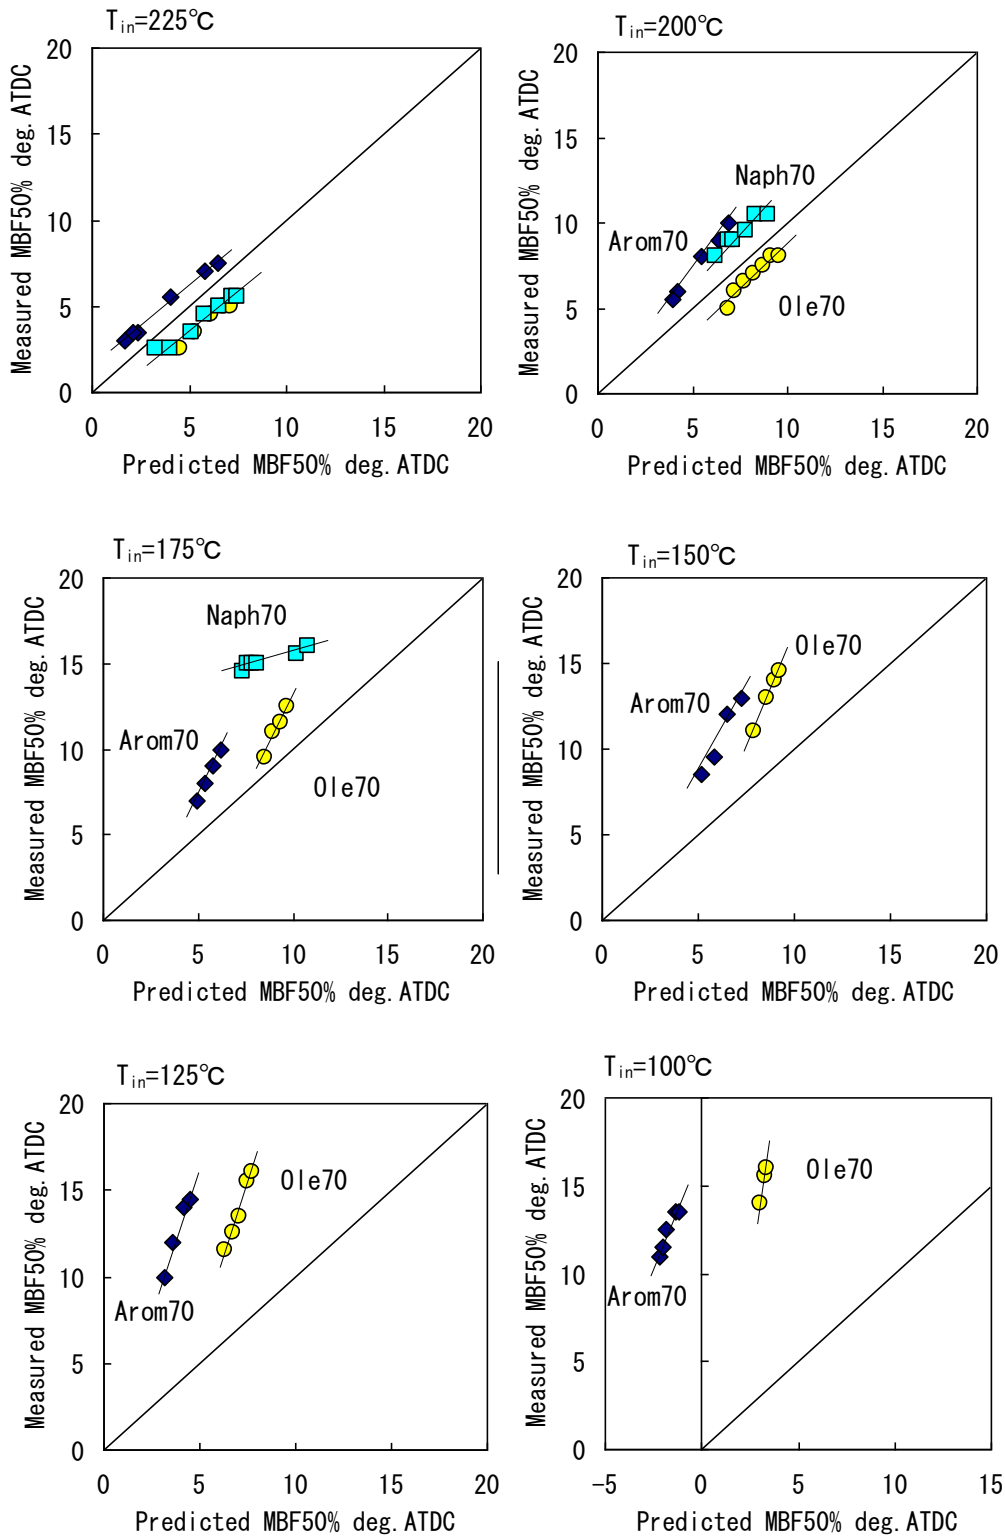 T_in=225℃
20
15
10
5
0
Measured MBF50% deg.ATDC
0 5 10 15 20
Predicted MBF50% deg.ATDC
T_in=200℃
20
15
10
5
0
Measured MBF50% deg.ATDC
Naph70
Arom70
Ole70
0 5 10 15 20
Predicted MBF50% deg.ATDC
T_in=175℃
20
15
10
5
0
Measured MBF50% deg.ATDC
Naph70
Arom70
Ole70
0 5 10 15 20
Predicted MBF50% deg.ATDC
T_in=150℃
20
15
10
5
0
Measured MBF50% deg.ATDC
Ole70
Arom70
0 5 10 15 20
Predicted MBF50% deg.ATDC
T_in=125℃
20
15
10
5
0
Measured MBF50% deg.ATDC
Ole70
Arom70
0 5 10 15 20
Predicted MBF50% deg.ATDC
T_in=100℃
20
15
10
5
0
Measured MBF50% deg.ATDC
Ole70
Arom70
-5 0 5 10 15
Predicted MBF50% deg.ATDC